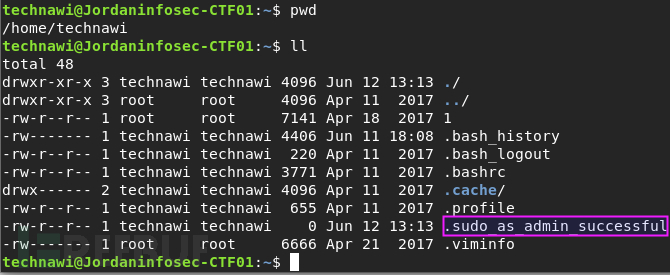 technawi@Jordaninfosec-CTF01:~$ pwd
/home/technawi
technawi@Jordaninfosec-CTF01:~$ ll
total 48
drwxr-xr-x 3 technawi technawi 4096 Jun 12 13:13 ./
drwxr-xr-x 3 root     root     4096 Apr 11  2017 ../
-rw-r--r-- 1 root     root     7141 Apr 18  2017 1
-rw------- 1 technawi technawi 4406 Jun 11 18:08 .bash_history
-rw-r--r-- 1 technawi technawi  220 Apr 11  2017 .bash_logout
-rw-r--r-- 1 technawi technawi 3771 Apr 11  2017 .bashrc
drwx------ 2 technawi technawi 4096 Apr 11  2017 .cache/
-rw-r--r-- 1 technawi technawi  655 Apr 11  2017 .profile
-rw-r--r-- 1 technawi technawi    0 Jun 12 13:13 .sudo_as_admin_successful
-rw-r--r-- 1 root     root     6666 Apr 21  2017 .viminfo
technawi@Jordaninfosec-CTF01:~$